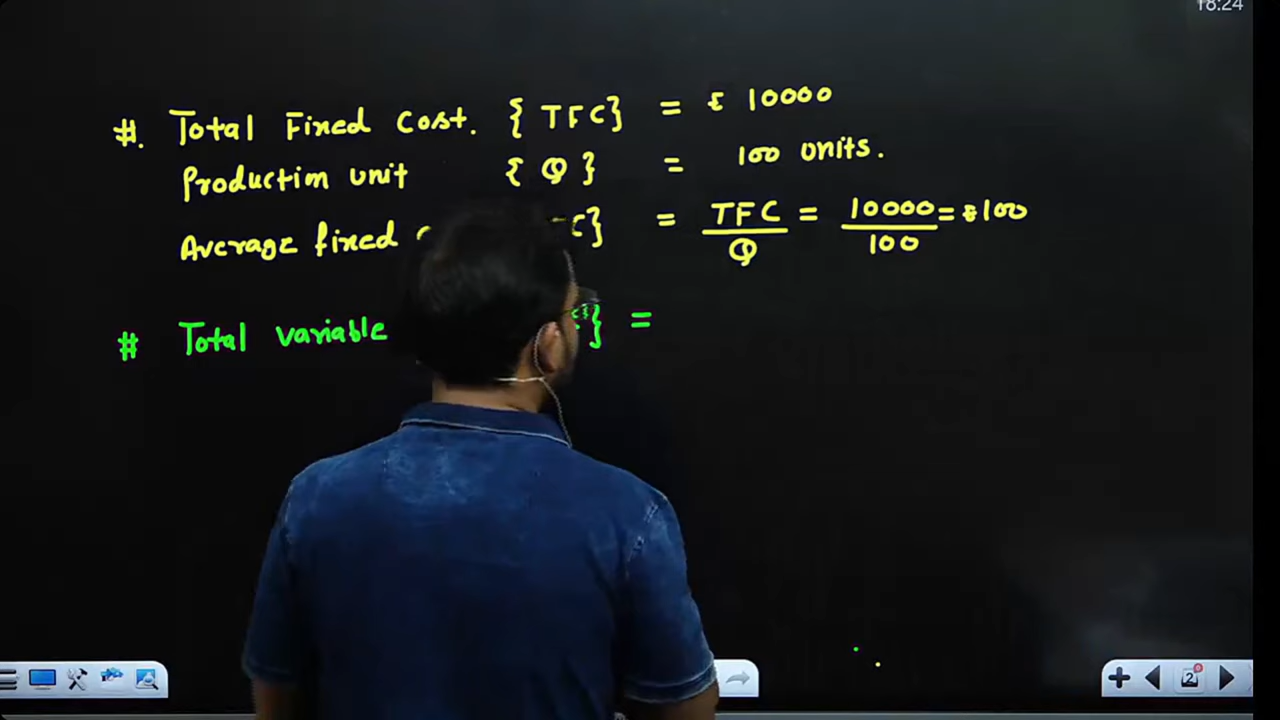 18:24
#. Total Fixed Cost. { TFC} = ₹ 10000
Production unit { Q } = 100 units.
Average fixed C} = TFC/Q = 10000/100 = ₹100
# Total variable } =
2